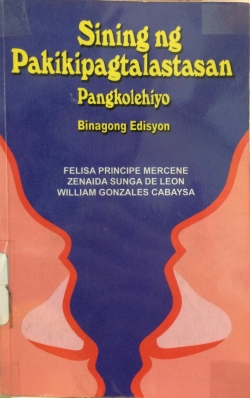 Sining ng
Pakikipagtalastasan
Pangkolehiyo
Binagong Edisyon
FELISA PRINCIPE MERCENE
ZENAIDA SUNGA DE LEON
WILLIAM GONZALES CABAYSA